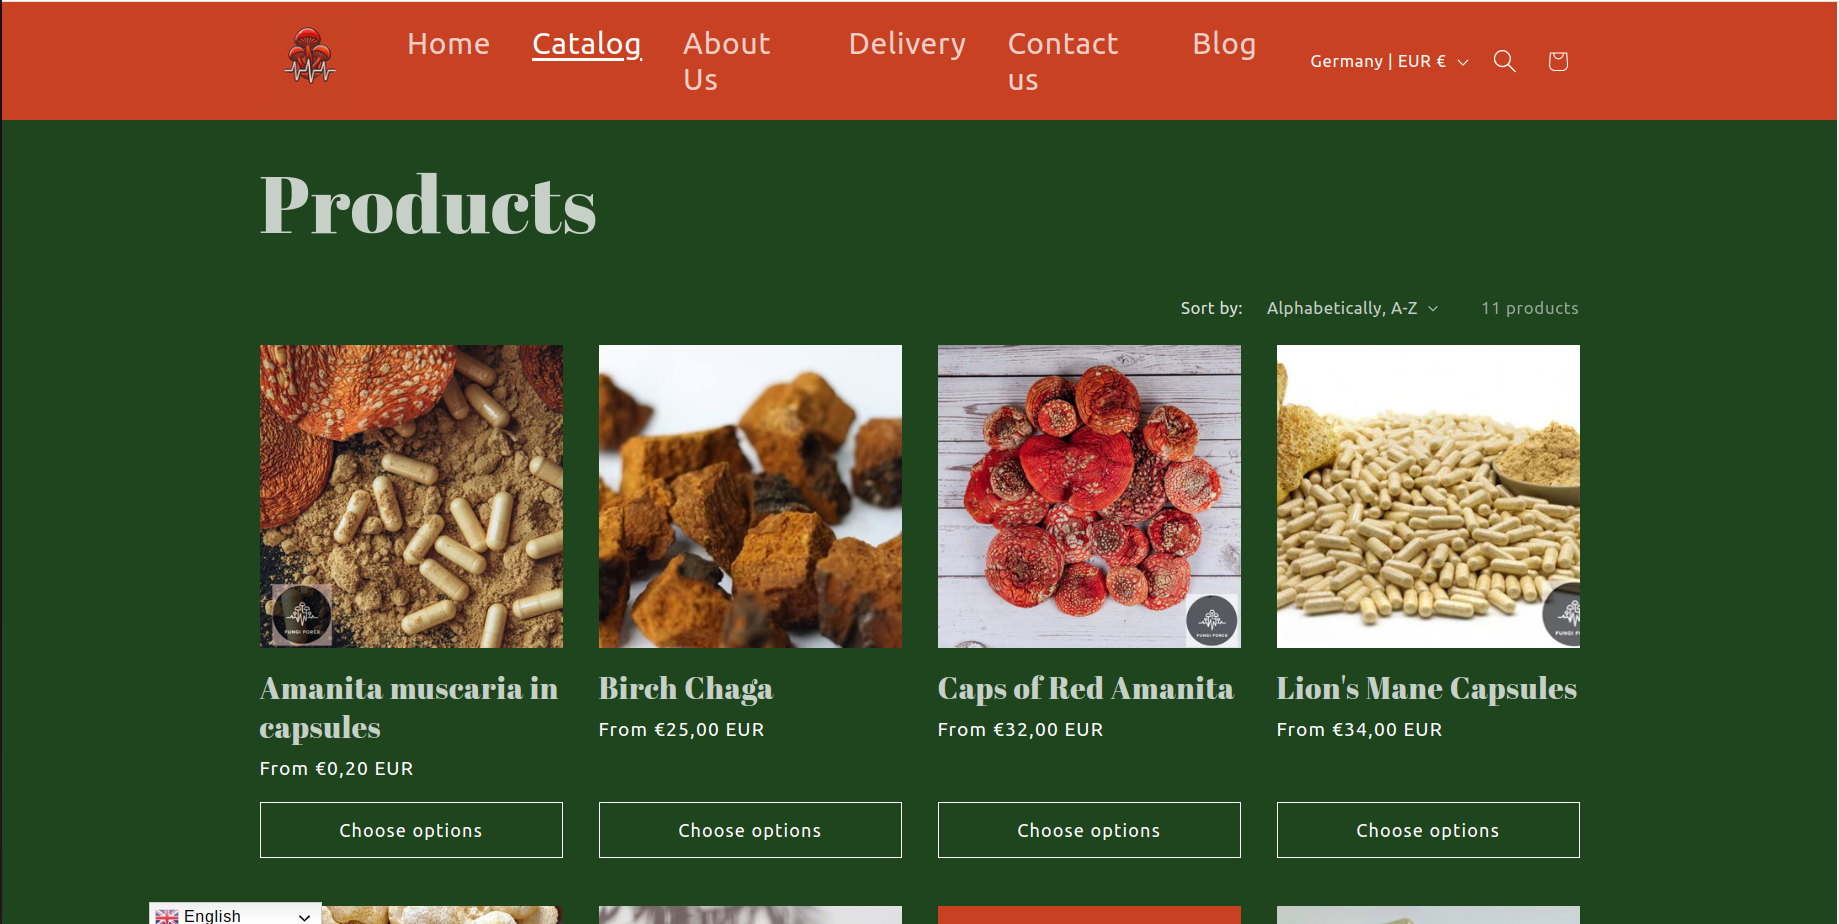 Home Catalog About Us Delivery Contact us Blog Germany | EUR €
Products
Sort by: Alphabetically, A-Z 11 products
FUNGI FORCE
FUNGI FORCE
Amanita muscaria in
capsules
From €0,20 EUR
Choose options
Birch Chaga
From €25,00 EUR
Choose options
Caps of Red Amanita
From €32,00 EUR
Choose options
Lion's Mane Capsules
From €34,00 EUR
Choose options
English